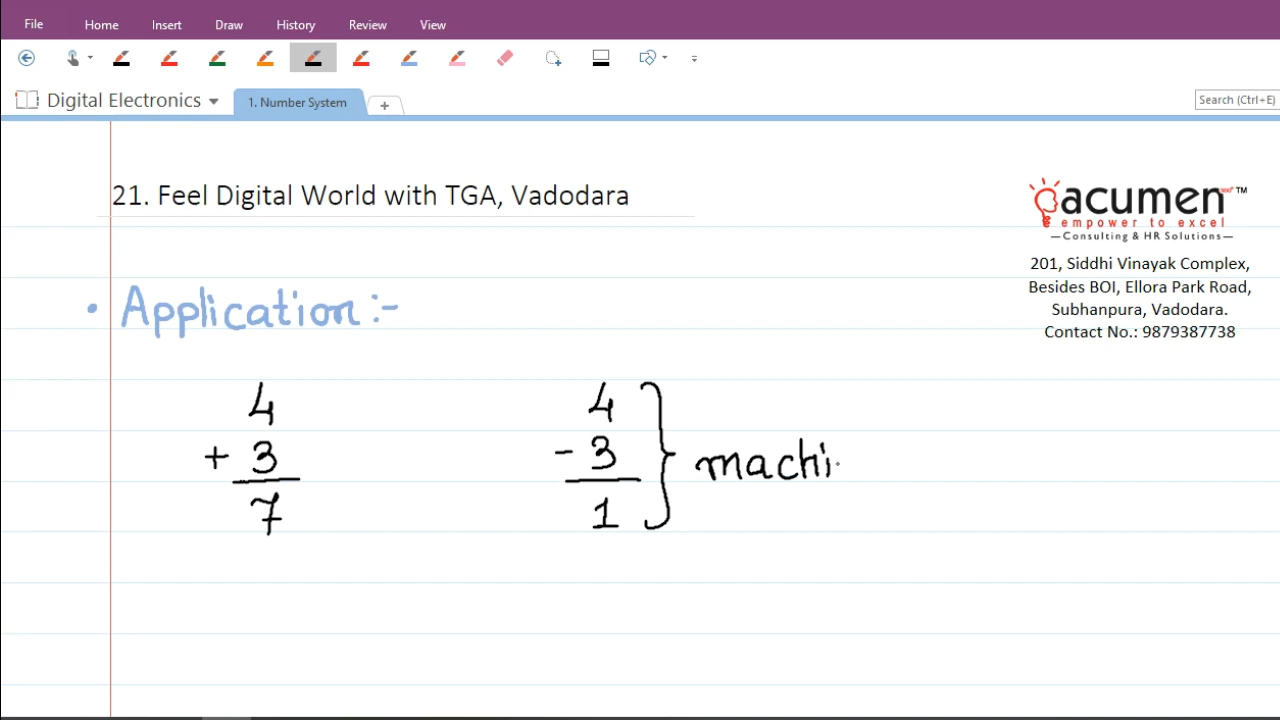 File Home Insert Draw History Review View
Digital Electronics 1. Number System + Search (Ctrl+E)
21. Feel Digital World with TGA, Vadodara
acumen TM
empower to excel
—Consulting & HR Solutions—
201, Siddhi Vinayak Complex,
Besides BOI, Ellora Park Road,
Subhanpura, Vadodara.
Contact No.: 9879387738
• Application :-
4
+ 3
7
4
- 3
1
machi